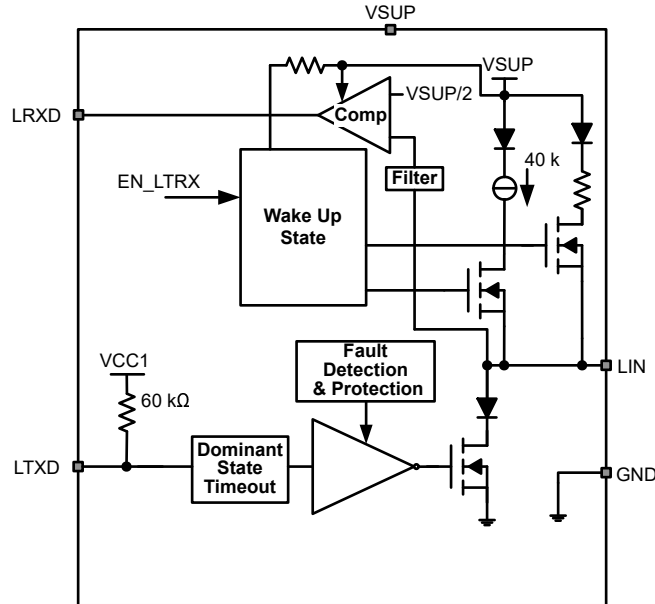 VSUP
VSUP
LRXD
Comp
VSUP/2
40 k
Filter
EN_LTRX
Wake Up
State
Fault
Detection
& Protection
VCC1
60 kΩ
LIN
LTXD
Dominant
State
Timeout
GND